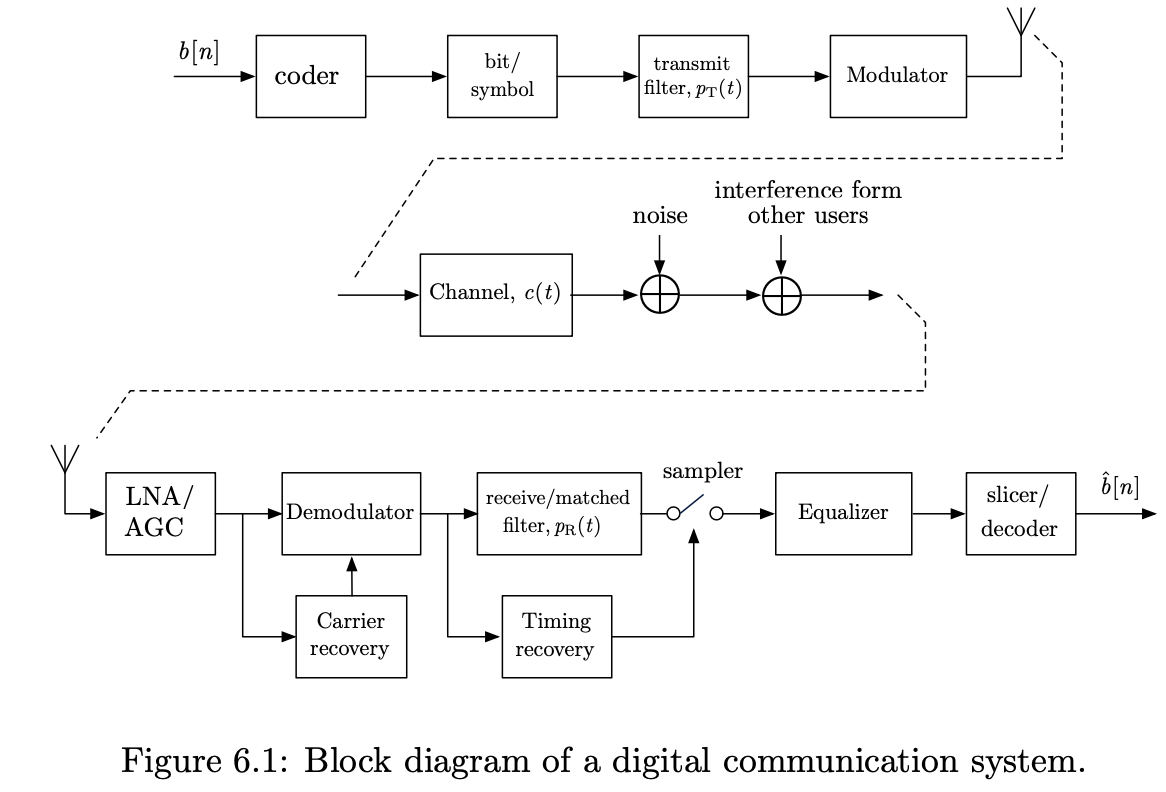 b[n]
coder
bit/
symbol
transmit
filter, p_T(t)
Modulator
interference form
other users
noise
Channel, c(t)
sampler
LNA/
AGC
Demodulator
receive/matched
filter, p_R(t)
Equalizer
slicer/
decoder
b̂[n]
Carrier
recovery
Timing
recovery
Figure 6.1: Block diagram of a digital communication system.